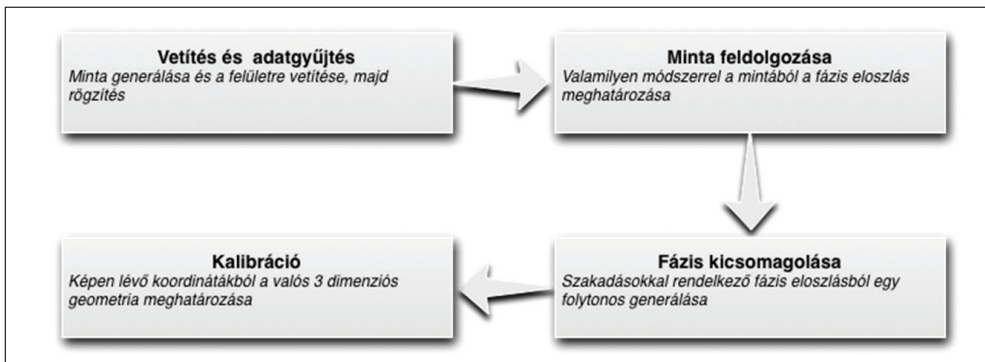 Vetítés és adatgyűjtés
Minta generálása és a felületre vetítése, majd
rögzítés
Minta feldolgozása
Valamilyen módszerrel a mintából a fázis eloszlás
meghatározása
Fázis kicsomagolása
Szakadásokkal rendelkező fázis eloszlásból egy
folytonos generálása
Kalibráció
Képen lévő koordinátákból a valós 3 dimenziós
geometria meghatározása